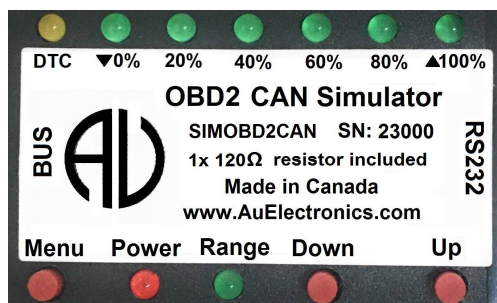 DTC ▼0% 20% 40% 60% 80% ▲100%
OBD2 CAN Simulator
SIMOBD2CAN SN: 23000
1x 120Ω resistor included
Made in Canada
www.AuElectronics.com
BUS
AU
RS232
Menu Power Range Down Up